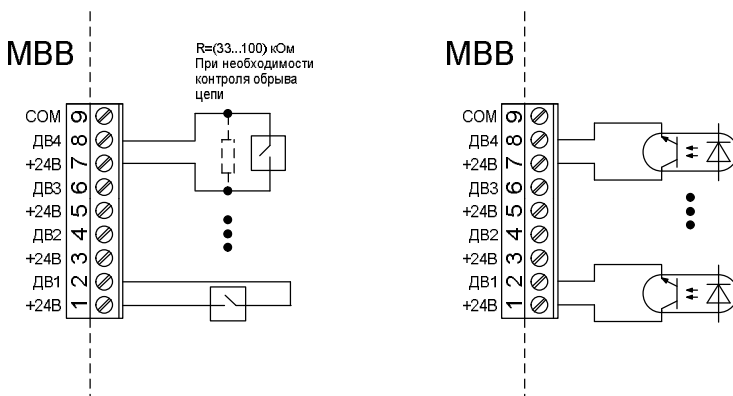 МВВ
R=(33...100) кОм
При необходимости
контроля обрыва
цепи
COM 9
ДВ4 8
+24В 7
ДВ3 6
+24В 5
ДВ2 4
+24В 3
ДВ1 2
+24В 1
МВВ
COM 9
ДВ4 8
+24В 7
ДВ3 6
+24В 5
ДВ2 4
+24В 3
ДВ1 2
+24В 1